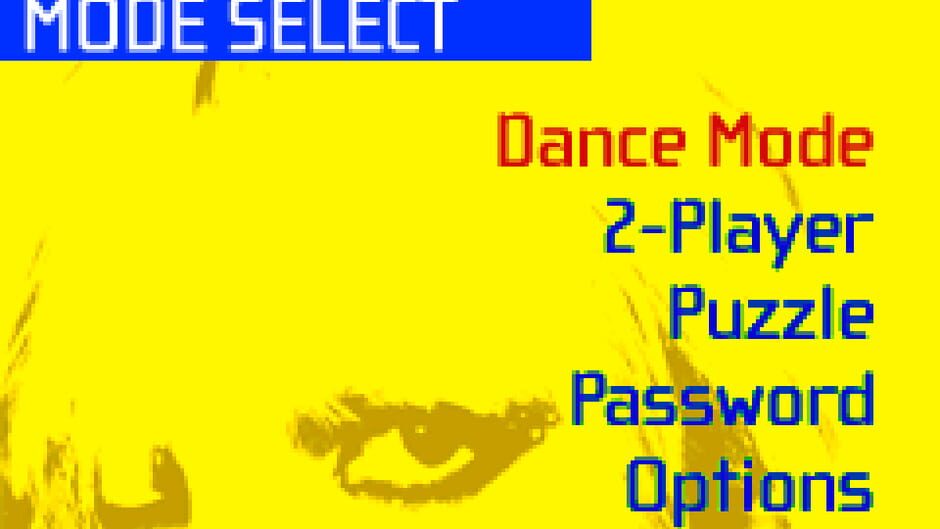 MODE SELECT
Dance Mode
2-Player
Puzzle
Password
Options